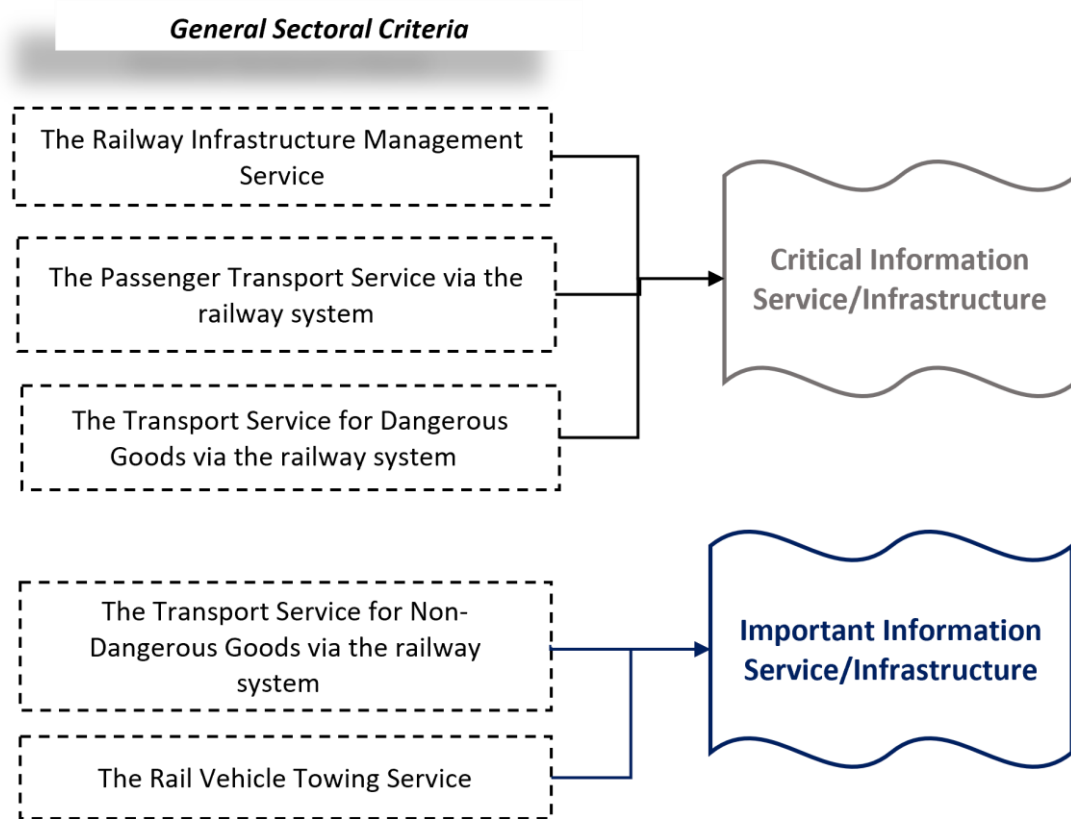 General Sectoral Criteria
The Railway Infrastructure Management
Service
The Passenger Transport Service via the
railway system
The Transport Service for Dangerous
Goods via the railway system
Critical Information
Service/Infrastructure
The Transport Service for Non-
Dangerous Goods via the railway
system
The Rail Vehicle Towing Service
Important Information
Service/Infrastructure